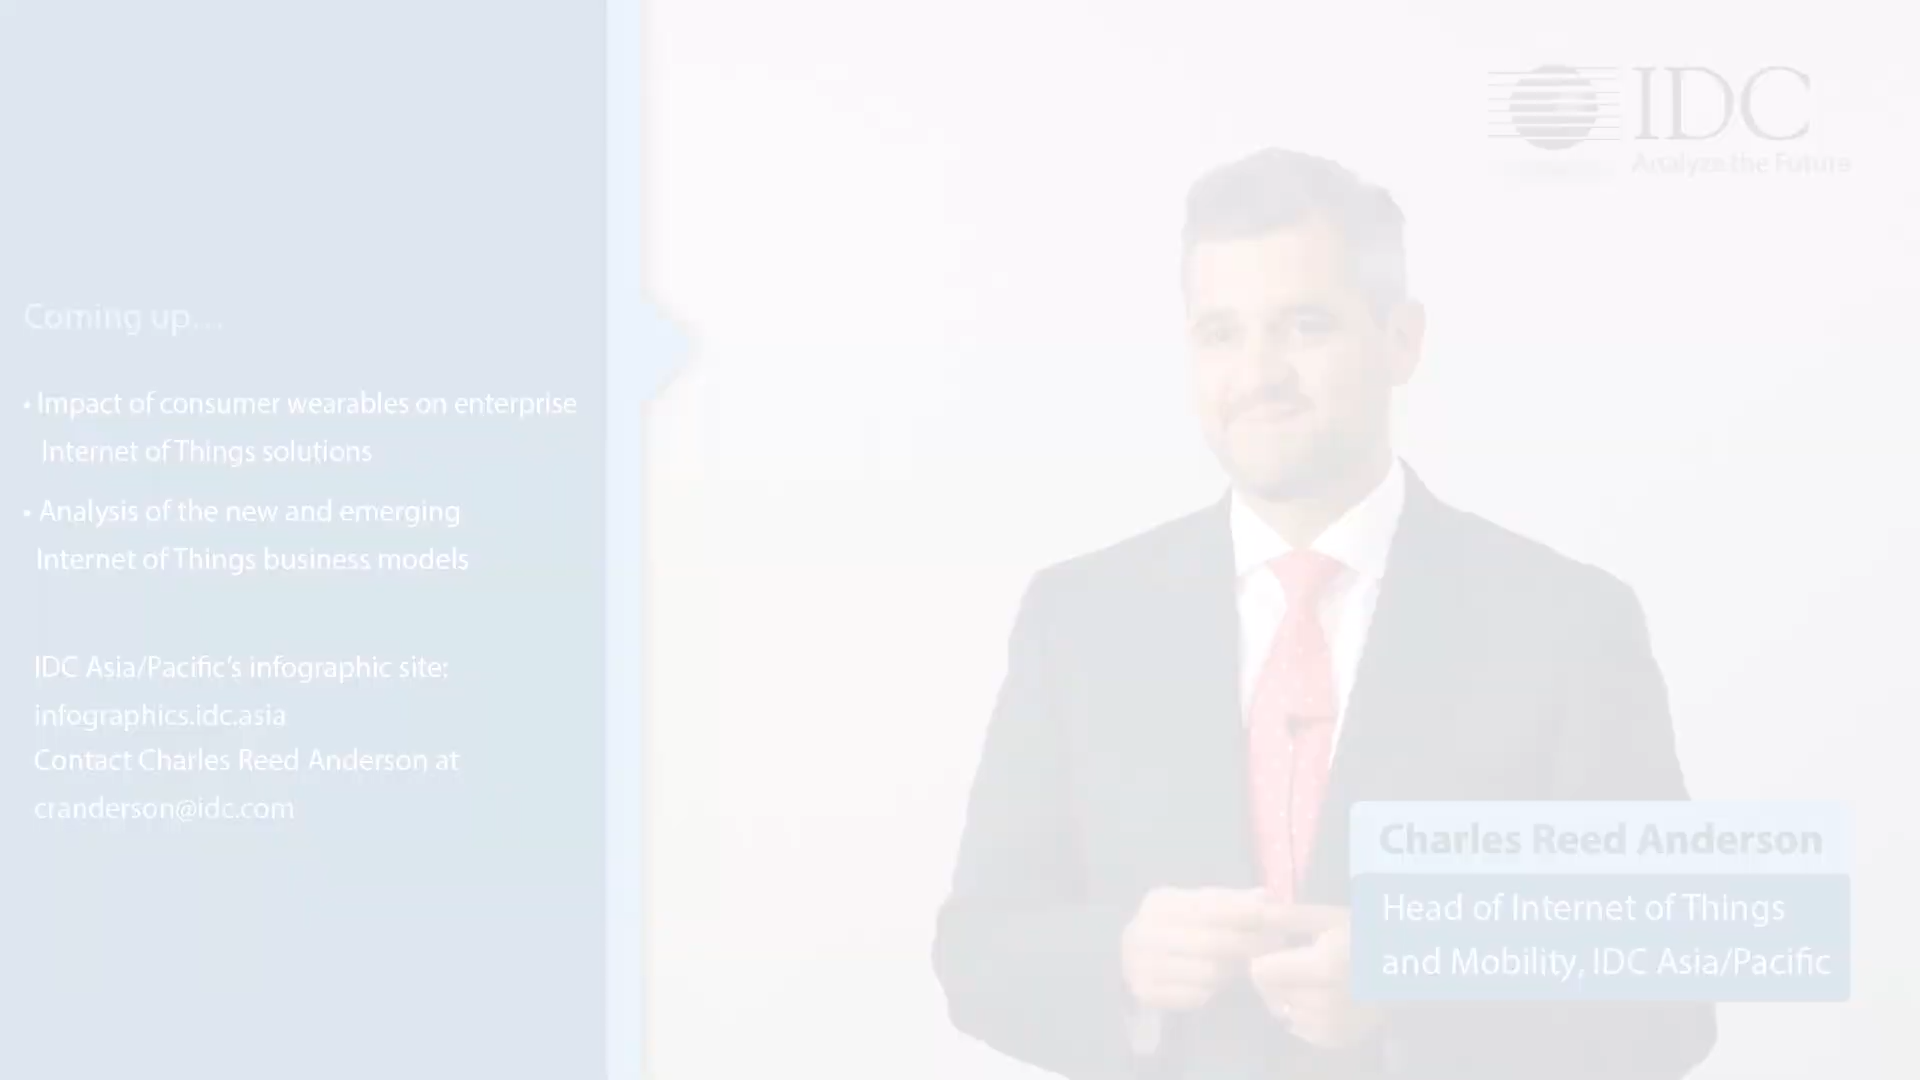 IDC
Analyze the Future
Coming up...
• Impact of consumer wearables on enterprise
Internet of Things solutions
• Analysis of the new and emerging
Internet of Things business models
IDC Asia/Pacific's infographic site:
infographics.idc.asia
Contact Charles Reed Anderson at
cranderson@idc.com
Charles Reed Anderson
Head of Internet of Things
and Mobility, IDC Asia/Pacific